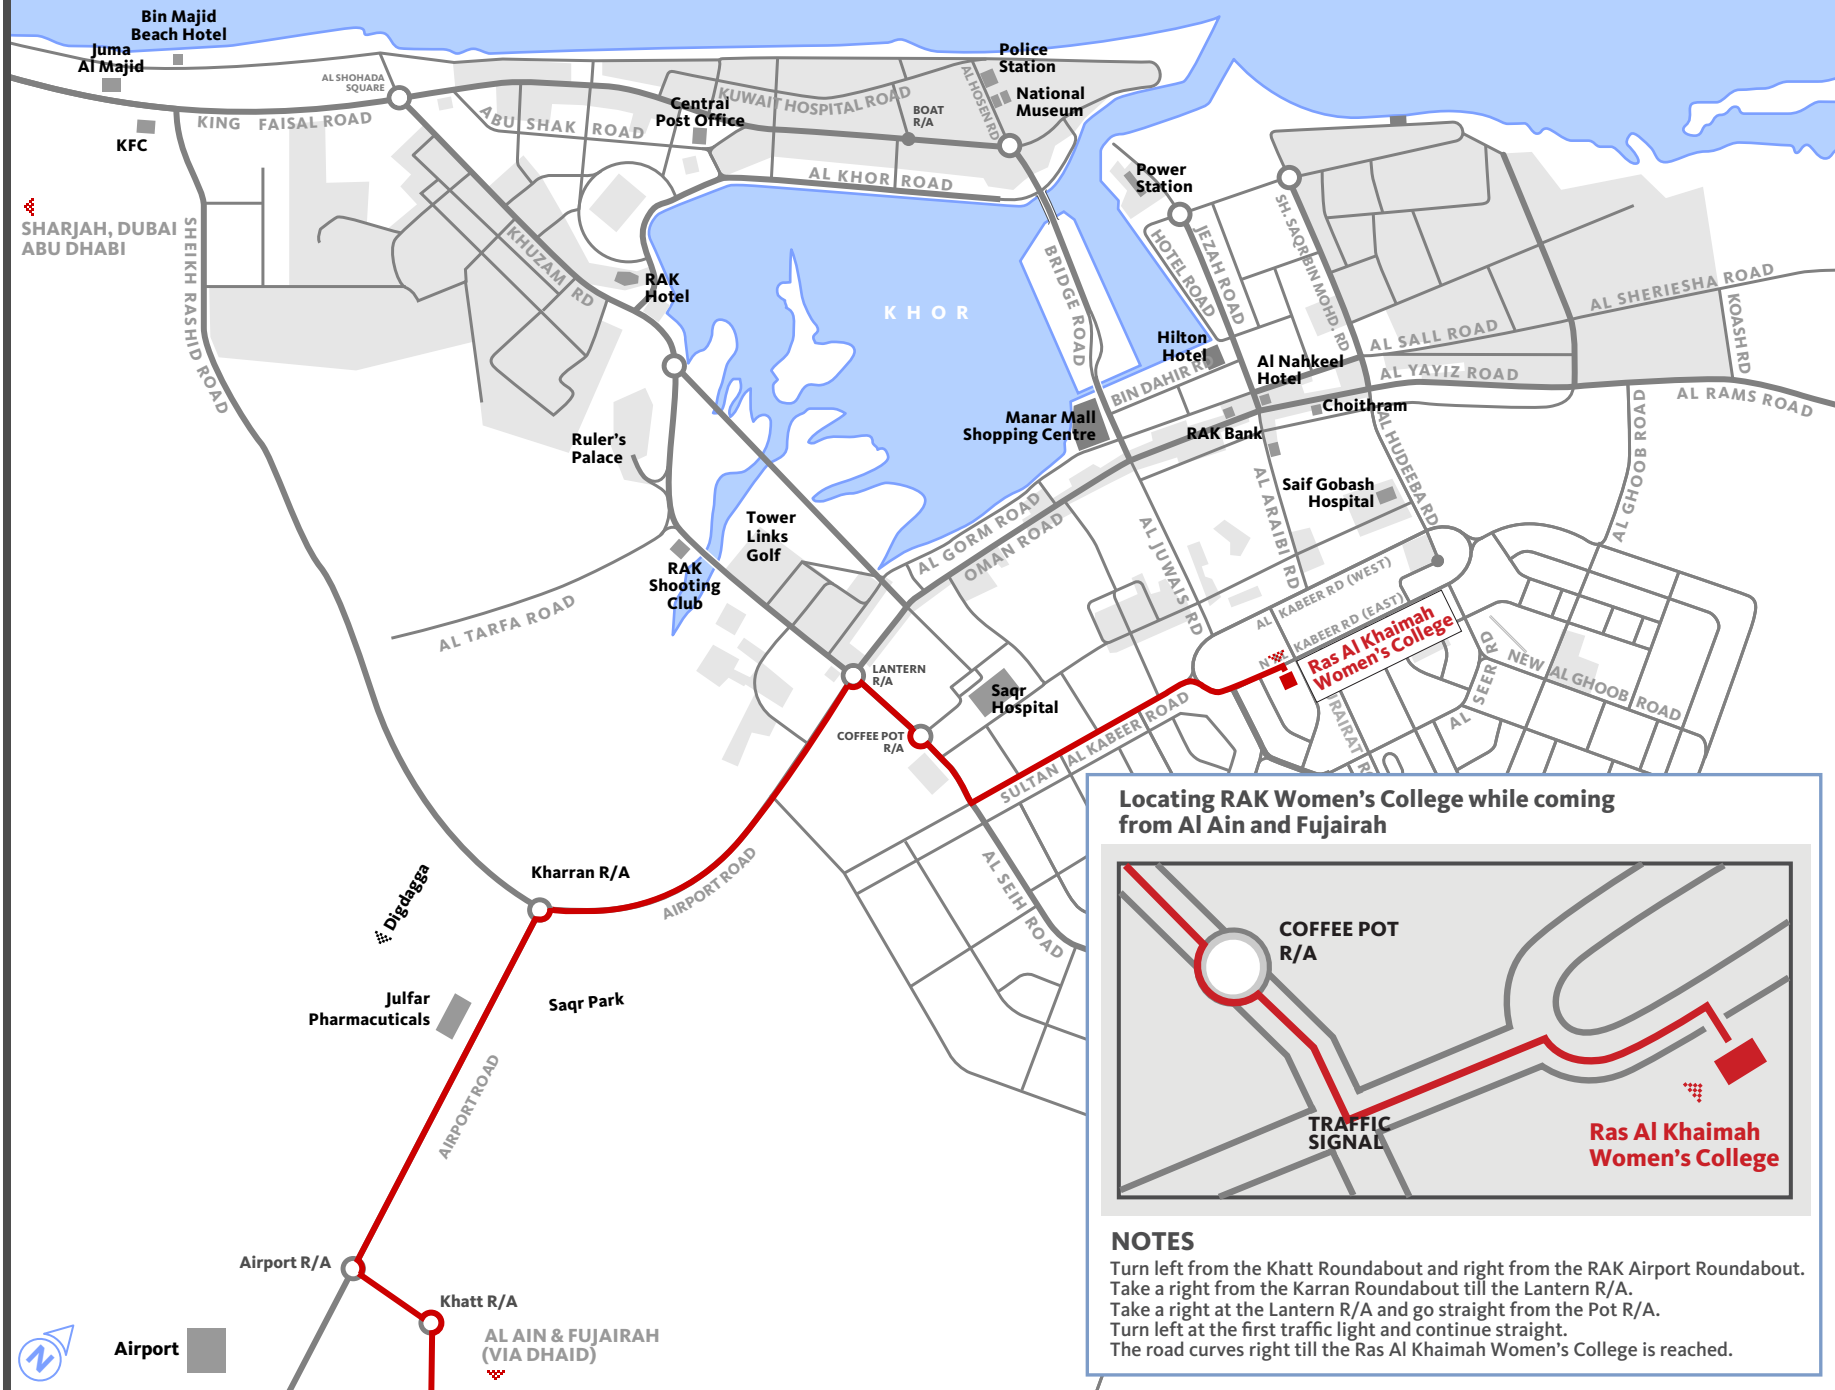 Bin Majid
Beach Hotel
Juma
Al Majid
AL SHOHADA
SQUARE
KFC
KING FAISAL ROAD
ABU SHAK ROAD
Central
Post Office
KUWAIT HOSPITAL ROAD
BOAT
R/A
AL HOSEN RD
Police
Station
National
Museum
AL KHOR ROAD
Power
Station
SHARJAH, DUBAI
ABU DHABI
SHEIKH RASHID ROAD
KHUZAM RD
RAK
Hotel
KHOR
BRIDGE ROAD
HOTEL ROAD
JEZAH ROAD
SH. SAQR BIN MOHD. RD
AL SHERIESHA ROAD
KOASH RD
AL SALL ROAD
AL YAYIZ ROAD
AL RAMS ROAD
Hilton
Hotel
BIN DAHIR RD
Al Nahkeel
Hotel
Choithram
Manar Mall
Shopping Centre
RAK Bank
Ruler's
Palace
AL HUDEEBA RD
AL GHOOB ROAD
Saif Gobash
Hospital
AL ARAIBI RD
Tower
Links
Golf
AL GORM ROAD
OMAN ROAD
AL JUWAIS RD
RAK
Shooting
Club
AL TARFA ROAD
AL KABEER RD (WEST)
KABEER RD (EAST)
Ras Al Khaimah
Women's College
LANTERN
R/A
Saqr
Hospital
COFFEE POT
R/A
SULTAN AL KABEER ROAD
AL SEER RD
NEW AL GHOOB ROAD
AL SEIH ROAD
Kharran R/A
AIRPORT ROAD
Digdagga
Julfar
Pharmacuticals
Saqr Park
AIRPORT ROAD
Airport R/A
Khatt R/A
Airport
AL AIN & FUJAIRAH
(VIA DHAID)
N
Locating RAK Women's College while coming
from Al Ain and Fujairah
COFFEE POT
R/A
TRAFFIC
SIGNAL
Ras Al Khaimah
Women's College
NOTES
Turn left from the Khatt Roundabout and right from the RAK Airport Roundabout.
Take a right from the Karran Roundabout till the Lantern R/A.
Take a right at the Lantern R/A and go straight from the Pot R/A.
Turn left at the first traffic light and continue straight.
The road curves right till the Ras Al Khaimah Women's College is reached.